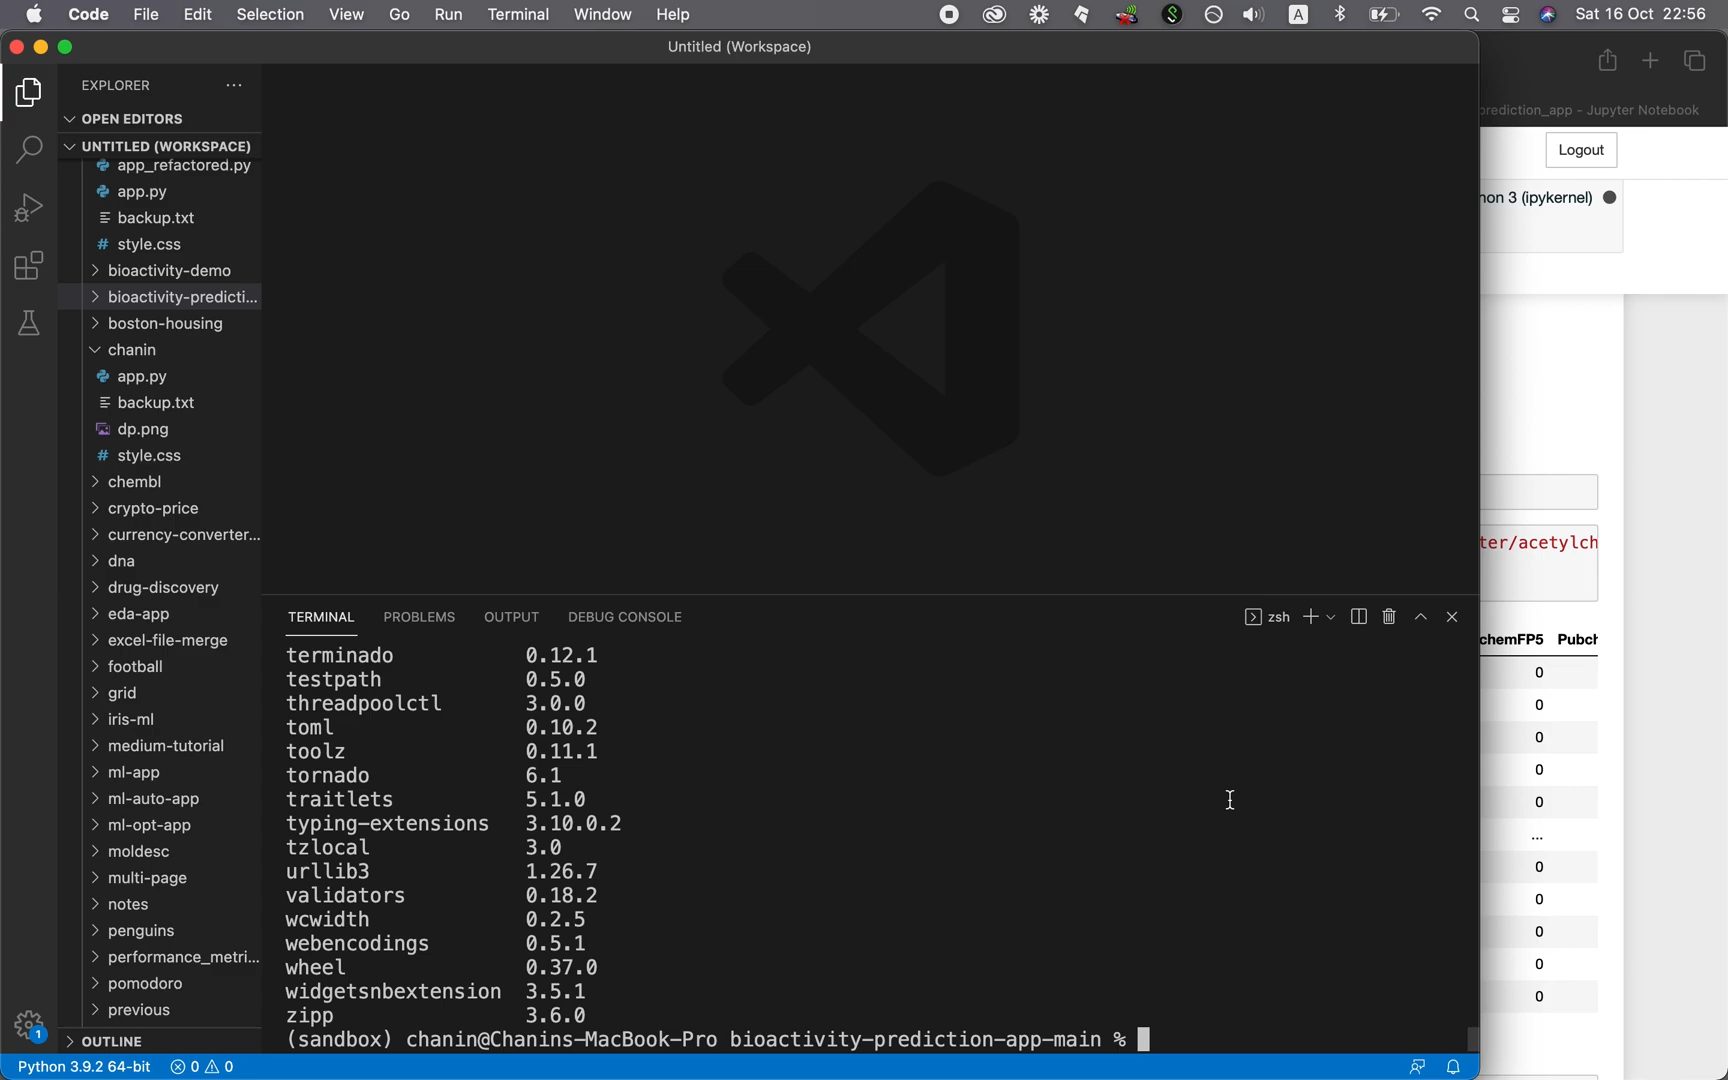 Code File Edit Selection View Go Run Terminal Window Help
A
Sat 16 Oct 22:56
Untitled (Workspace)
EXPLORER
OPEN EDITORS
UNTITLED (WORKSPACE)
app_refactored.py
app.py
backup.txt
# style.css
bioactivity-demo
bioactivity-predicti...
boston-housing
chanin
app.py
backup.txt
dp.png
# style.css
chembl
crypto-price
currency-converter...
dna
drug-discovery
eda-app
excel-file-merge
football
grid
iris-ml
medium-tutorial
ml-app
ml-auto-app
ml-opt-app
moldesc
multi-page
notes
penguins
performance_metri...
pomodoro
previous
OUTLINE
1
TERMINAL PROBLEMS OUTPUT DEBUG CONSOLE
zsh
terminado 0.12.1
testpath 0.5.0
threadpoolctl 3.0.0
toml 0.10.2
toolz 0.11.1
tornado 6.1
traitlets 5.1.0
typing-extensions 3.10.0.2
tzlocal 3.0
urllib3 1.26.7
validators 0.18.2
wcwidth 0.2.5
webencodings 0.5.1
wheel 0.37.0
widgetsnbextension 3.5.1
zipp 3.6.0
(sandbox) chanin@Chanins-MacBook-Pro bioactivity-prediction-app-main %
Python 3.9.2 64-bit 0 0
rediction_app - Jupyter Notebook
Logout
hon 3 (ipykernel)
ter/acetylch
chemFP5 Pubch
0
0
0
0
0
...
0
0
0
0
0